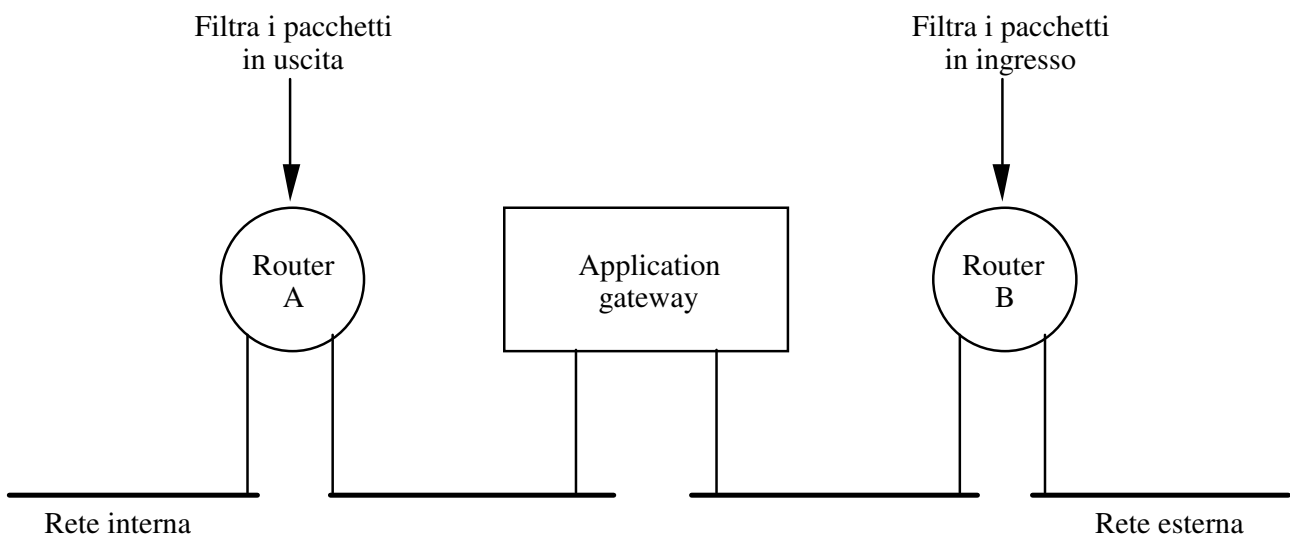 Filtra i pacchetti
in uscita
Filtra i pacchetti
in ingresso
Router
A
Application
gateway
Router
B
Rete interna
Rete esterna